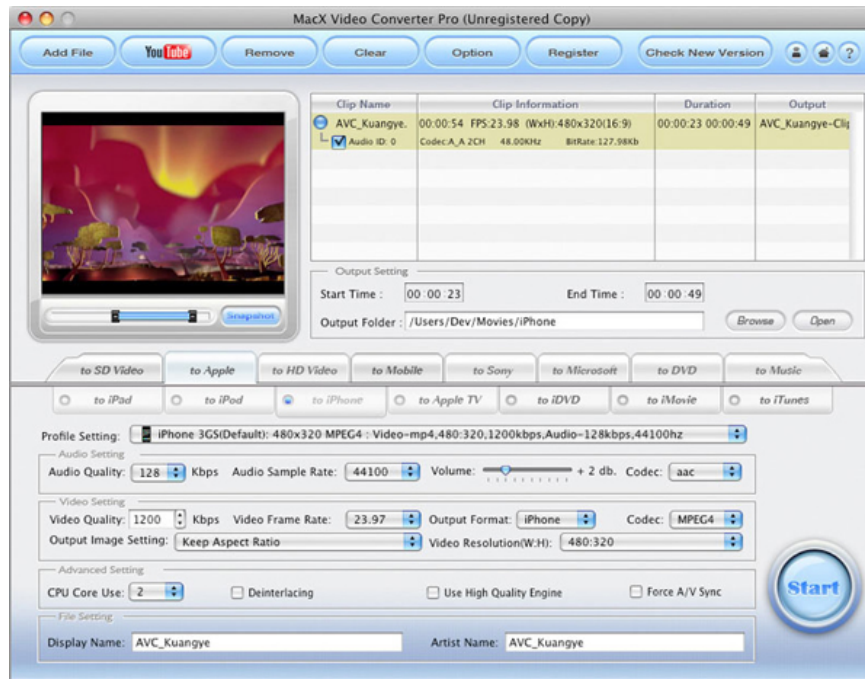 MacX Video Converter Pro (Unregistered Copy)
Add File YouTube Remove Clear Option Register Check New Version ?
Clip Name Clip Information Duration Output
AVC_Kuangye. 00:00:54 FPS:23.98 (WxH):480x320(16:9) 00:00:23 00:00:49 AVC_Kuangye-Clip
Audio ID: 0 Codec:A_A 2CH 48.00KHz BitRate:127.98Kb
Output Setting
Start Time : 00:00:23 End Time : 00:00:49
Snapshot
Output Folder : /Users/Dev/Movies/iPhone Browse Open
to SD Video to Apple to HD Video to Mobile to Sony to Microsoft to DVD to Music
to iPad to iPod to iPhone to Apple TV to iDVD to iMovie to iTunes
Profile Setting: iPhone 3GS(Default): 480x320 MPEG4 : Video-mp4,480:320,1200kbps,Audio-128kbps,44100hz
Audio Setting
Audio Quality: 128 Kbps Audio Sample Rate: 44100 Volume: + 2 db. Codec: aac
Video Setting
Video Quality: 1200 Kbps Video Frame Rate: 23.97 Output Format: iPhone Codec: MPEG4
Output Image Setting: Keep Aspect Ratio Video Resolution(W:H): 480:320
Advanced Setting
CPU Core Use: 2 Deinterlacing Use High Quality Engine Force A/V Sync
Start
File Setting
Display Name: AVC_Kuangye Artist Name: AVC_Kuangye